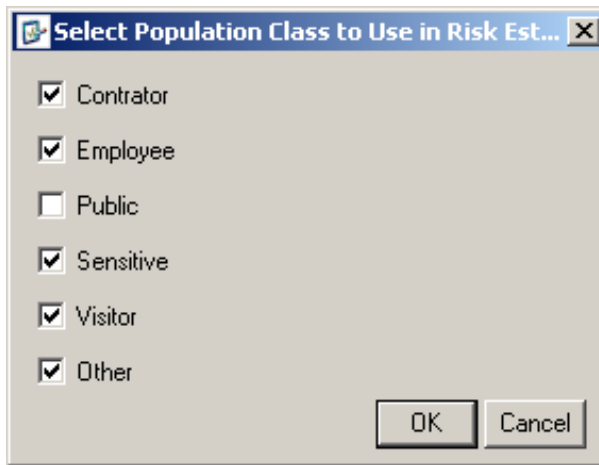 Select Population Class to Use in Risk Est...
Contrator
Employee
Public
Sensitive
Visitor
Other
OK Cancel